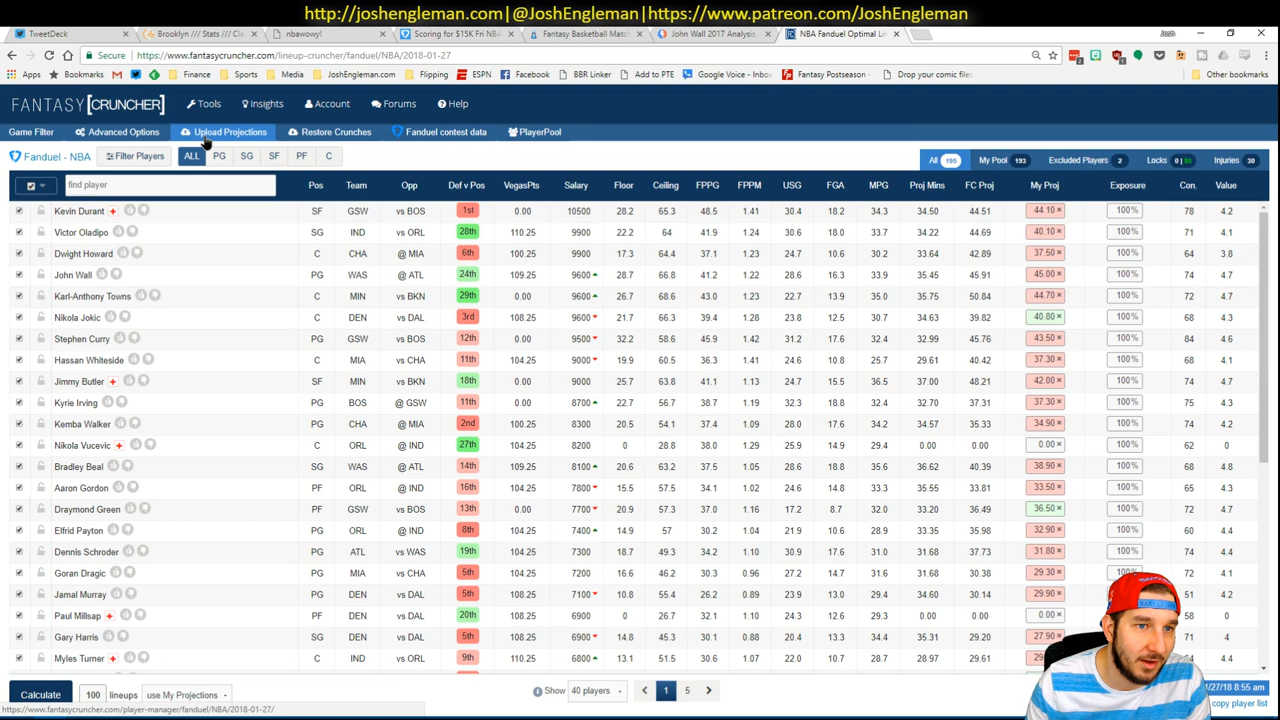 http://joshengleman.com|@JoshEngleman|https://www.patreon.com/JoshEngleman
TweetDeck Brooklyn /// Stats /// Cle nbawowy! Scoring for $15K Fri NBA Fantasy Basketball Match John Wall 2017 Analysis, NBA Fanduel Optimal Li Josh
Secure https://www.fantasycruncher.com/lineup-cruncher/fanduel/NBA/2018-01-27
Apps Bookmarks Finance Sports Media JoshEngleman.com Flipping ESPN Facebook BBR Linker Add to PTE Google Voice - Inbo Fantasy Postseason - Drop your comic files Other bookmarks
FANTASY [CRUNCHER] Tools Insights Account Forums Help
Game Filter Advanced Options Upload Projections Restore Crunches Fanduel contest data PlayerPool
Fanduel - NBA Filter Players ALL PG SG SF PF C All 195 My Pool 193 Excluded Players 2 Locks 0 | $0 Injuries 30
find player Pos Team Opp Def v Pos VegasPts Salary Floor Ceiling FPPG FPPM USG FGA MPG Proj Mins FC Proj My Proj Exposure Con. Value
Kevin Durant SF GSW vs BOS 1st 0.00 10500 28.2 65.3 48.5 1.41 30.4 18.2 34.3 34.50 44.51 44.10 × 100% 78 4.2
Victor Oladipo SG IND vs ORL 28th 110.25 9900 22.2 64 41.9 1.24 30.6 18.0 33.7 34.22 44.69 40.10 × 100% 71 4.1
Dwight Howard C CHA @ MIA 6th 100.25 9900 17.3 64.4 37.1 1.23 24.4 10.6 30.2 33.64 42.89 37.50 × 100% 64 3.8
John Wall PG WAS @ ATL 24th 109.25 9600 28.7 66.8 41.2 1.22 28.6 16.3 33.9 35.45 45.91 45.00 × 100% 74 4.7
Karl-Anthony Towns C MIN vs BKN 29th 0.00 9600 26.7 68.6 43.0 1.23 22.7 13.9 35.0 35.75 50.84 44.70 × 100% 72 4.7
Nikola Jokic C DEN vs DAL 3rd 108.25 9600 21.7 66.3 39.4 1.28 23.8 12.5 30.7 34.63 39.82 40.80 × 100% 68 4.3
Stephen Curry PG GSW vs BOS 12th 0.00 9500 32.2 58.6 45.9 1.42 31.2 17.6 32.4 32.99 45.76 43.50 × 100% 84 4.6
Hassan Whiteside C MIA vs CHA 11th 100.25 9000 19.9 60.5 36.3 1.41 24.6 10.8 25.7 29.61 40.42 37.30 × 100% 68 4.1
Jimmy Butler SF MIN vs BKN 18th 0.00 9000 25.7 63.8 41.1 1.13 24.7 15.5 36.5 37.00 48.21 42.00 × 100% 74 4.7
Kyrie Irving PG BOS @ GSW 11th 0.00 8700 22.7 56.7 38.7 1.19 31.8 18.8 32.4 32.70 37.31 37.30 × 100% 75 4.3
Kemba Walker PG CHA @ MIA 2nd 100.25 8300 20.5 54.1 37.4 1.09 28.0 17.2 34.2 34.57 35.33 34.90 × 100% 74 4.2
Nikola Vucevic C ORL @ IND 27th 104.25 8200 0 28.8 38.0 1.29 25.9 14.9 29.4 0.00 0.00 0.00 × 100% 62 0
Bradley Beal SG WAS @ ATL 14th 109.25 8100 20.6 63.2 37.5 1.05 28.6 18.6 35.6 36.62 40.39 38.90 × 100% 68 4.8
Aaron Gordon PF ORL @ IND 16th 104.25 7800 15.5 57.5 34.1 1.02 24.6 14.8 33.3 35.55 33.81 33.50 × 100% 65 4.3
Draymond Green PF GSW vs BOS 13th 0.00 7700 20.9 57.3 37.0 1.16 17.2 8.7 32.0 33.20 36.49 36.50 × 100% 72 4.7
Elfrid Payton PG ORL @ IND 8th 104.25 7400 14.9 57 30.2 1.04 21.9 10.6 28.9 33.35 35.98 32.90 × 100% 60 4.4
Dennis Schroder PG ATL vs WAS 19th 104.25 7300 18.7 49.3 34.2 1.10 30.9 17.6 31.0 31.68 37.73 31.80 × 100% 74 4.4
Goran Dragic PG MIA vs CHA 5th 100.25 7200 16.6 46.2 30.3 0.96 27.2 14.7 31.6 31.68 30.38 29.30 × 100% 71 4.1
Jamal Murray PG DEN vs DAL 5th 108.25 7100 10.8 55.4 26.2 0.89 23.9 13.0 29.4 34.64 30.14 29.90 × 51 4.2
Paul Millsap PF DEN vs DAL 20th 108.25 6900 0 26.7 1.10 24.3 12.6 29.4 0.00 0.00 0.00 × 58 0
Gary Harris SG DEN vs DAL 5th 108.25 6900 14.8 45.3 30.1 0.88 20.4 13.3 34.4 35.31 29.20 27.90 × 71 4
Myles Turner C IND vs ORL 9th 110.25 6800 13.1 51.5 30.6 1.07 22.0 10.7 28.7 28.97 29.61 4.4
Calculate 100 lineups use My Projections Show 40 players 1 5 /27/18 8:55 am
https://www.fantasycruncher.com/player-manager/fanduel/NBA/2018-01-27/ copy player list